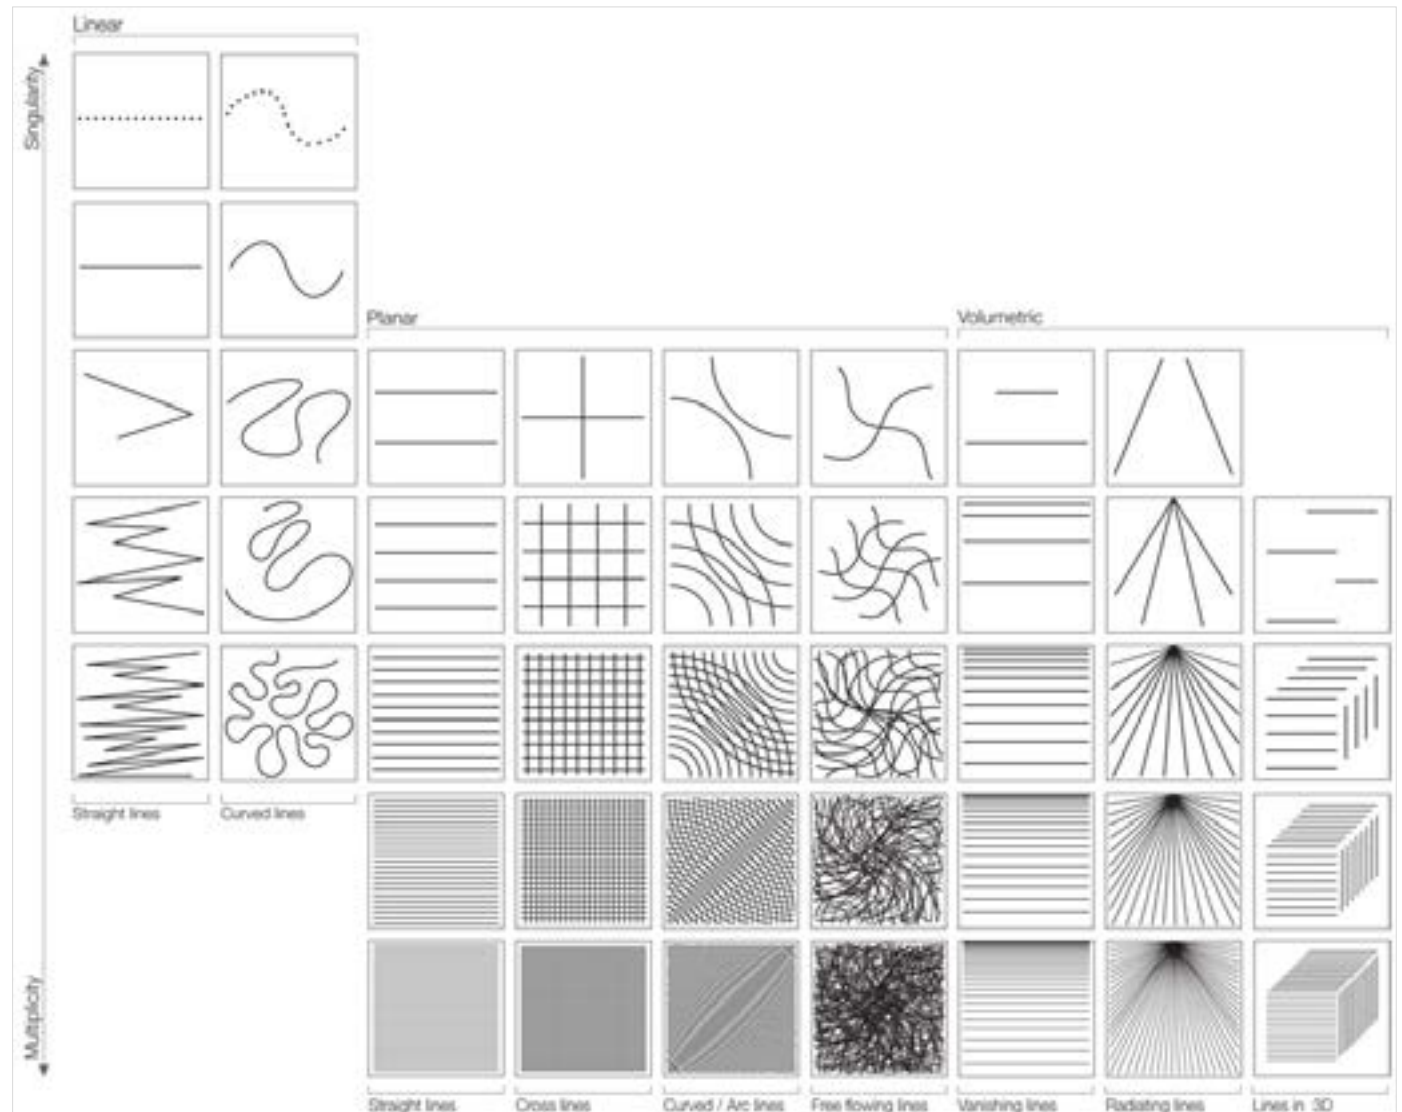 Linear
Singularity
Planar
Volumetric
Straight lines
Curved lines
Multiplicity
Straight lines
Cross lines
Curved / Arc lines
Free flowing lines
Vanishing lines
Radiating lines
Lines in 3D